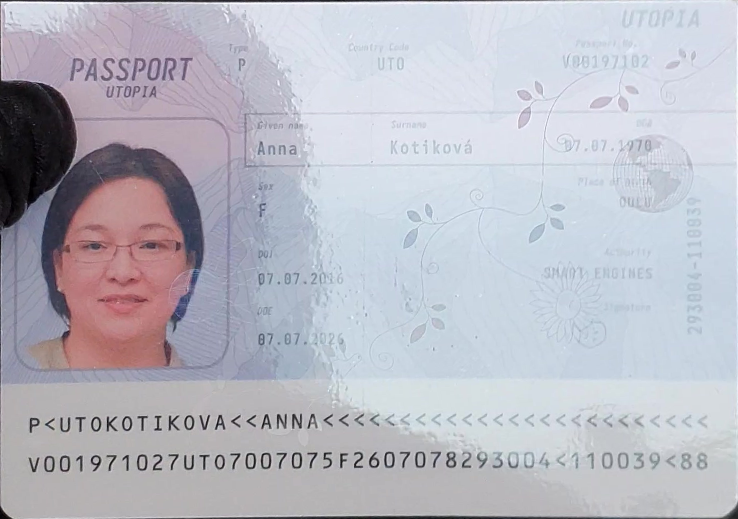 UTOPIA
PASSPORT
UTOPIA
Type
Country Code
Passport No.
P
UTO
V00197102
Given name
Surname
DOB
Anna
Kotiková
07.07.1970
Sex
Place of birth
F
OULU
DOI
Authority
07.07.2016
SMART ENGINES
DOE
Signature
07.07.2026
293004-110039
P<UTOKOTIKOVA<<ANNA<<<<<<<<<<<<<<<<<<<<<<<<<
V001971027UTO7007075F2607078293004<110039<88